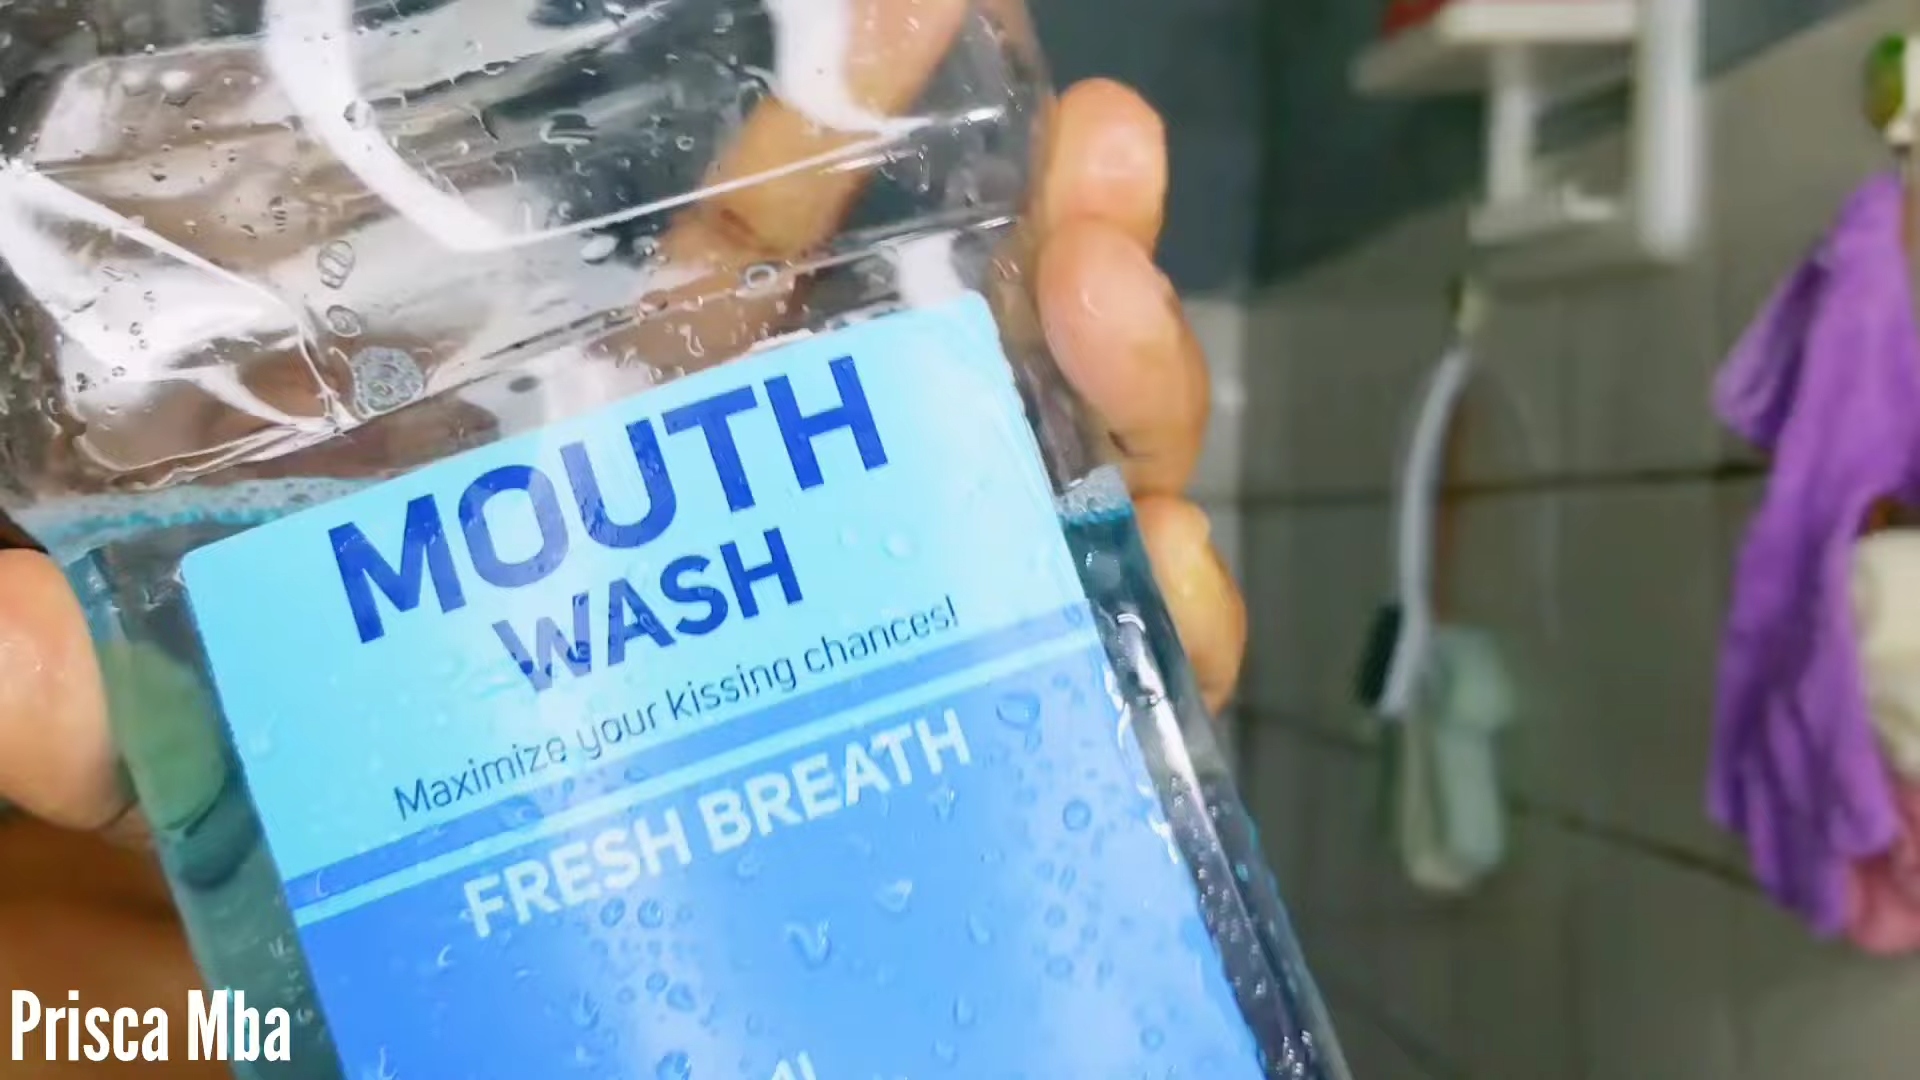 MOUTH
WASH
Maximize your kissing chances!
FRESH BREATH
Prisca Mba